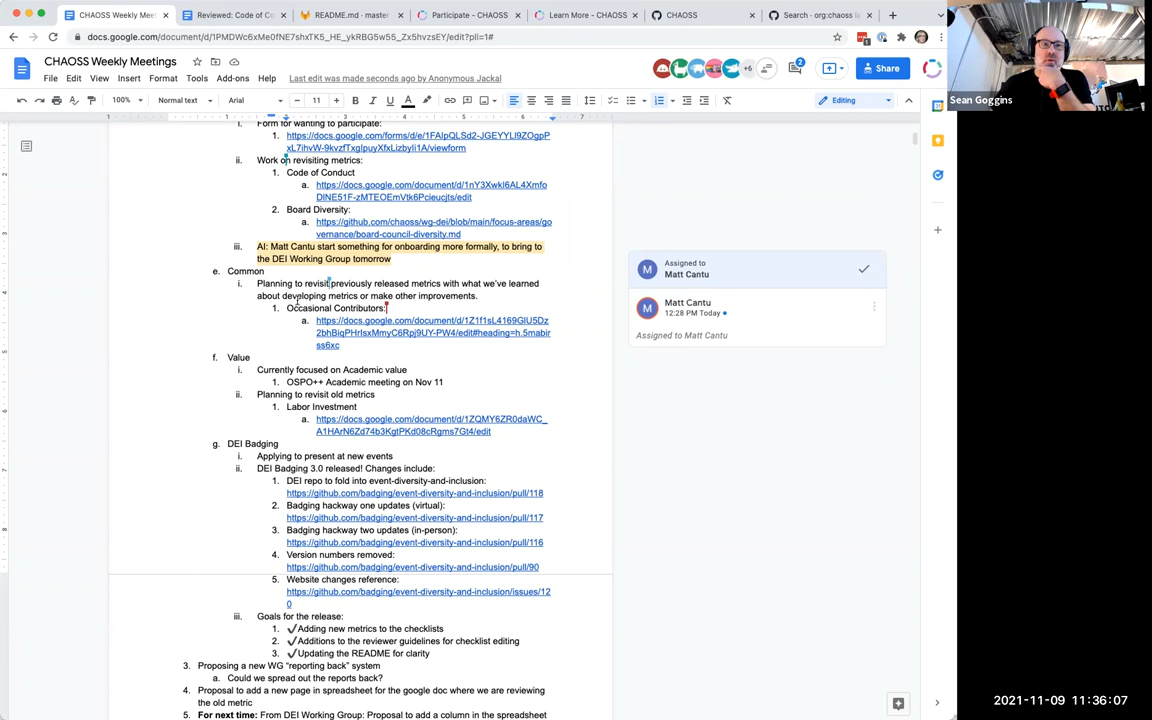 CHAOSS Weekly Meet
Reviewed: Code of Co
README.md · master
Participate – CHAOSS
Learn More – CHAOSS
CHAOSS
Search · org:chaoss la
docs.google.com/document/d/1PMDWc6xMe0fNE7shxTK5_HE_ykRBG5w55_Zx5hvzsEY/edit?pli=1#
CHAOSS Weekly Meetings
File Edit View Insert Format Tools Add-ons Help Last edit was made seconds ago by Anonymous Jackal
+6
2
Share
Sean Goggins
100% Normal text Arial 11 Editing
i. Form for wanting to participate:
1. https://docs.google.com/forms/d/e/1FAIpQLSd2-JGEYYLl9ZOgpP
xL7ihvW-9kvzfTxglpuyXfxLizbyIi1A/viewform
ii. Work on revisiting metrics:
1. Code of Conduct
a. https://docs.google.com/document/d/1nY3Xwkl6AL4Xmfo
DlNE51F-zMTEOEmVtk6Pcieucjts/edit
2. Board Diversity:
a. https://github.com/chaoss/wg-dei/blob/main/focus-areas/go
vernance/board-council-diversity.md
iii. AI: Matt Cantu start something for onboarding more formally, to bring to
the DEI Working Group tomorrow
e. Common
i. Planning to revisit previously released metrics with what we've learned
about developing metrics or make other improvements.
1. Occasional Contributors:
a. https://docs.google.com/document/d/1Z1f1sL4169GlU5Dz
2bhBiqPHrIsxMmyC6Rpj9UY-PW4/edit#heading=h.5mabir
ss6xc
f. Value
i. Currently focused on Academic value
1. OSPO++ Academic meeting on Nov 11
ii. Planning to revisit old metrics
1. Labor Investment
a. https://docs.google.com/document/d/1ZQMY6ZR0daWC_
A1HArN6Zd74b3KgtPKd08cRgms7Gt4/edit
g. DEI Badging
i. Applying to present at new events
ii. DEI Badging 3.0 released! Changes include:
1. DEI repo to fold into event-diversity-and-inclusion:
https://github.com/badging/event-diversity-and-inclusion/pull/118
2. Badging hackway one updates (virtual):
https://github.com/badging/event-diversity-and-inclusion/pull/117
3. Badging hackway two updates (in-person):
https://github.com/badging/event-diversity-and-inclusion/pull/116
4. Version numbers removed:
https://github.com/badging/event-diversity-and-inclusion/pull/90
5. Website changes reference:
https://github.com/badging/event-diversity-and-inclusion/issues/12
0
iii. Goals for the release:
1. ✔Adding new metrics to the checklists
2. ✔Additions to the reviewer guidelines for checklist editing
3. ✔Updating the README for clarity
3. Proposing a new WG “reporting back” system
a. Could we spread out the reports back?
4. Proposal to add a new page in spreadsheet for the google doc where we are reviewing
the old metric
5. For next time: From DEI Working Group: Proposal to add a column in the spreadsheet
M
Assigned to
Matt Cantu
M
Matt Cantu
12:28 PM Today
Assigned to Matt Cantu
2021-11-09 11:36:07